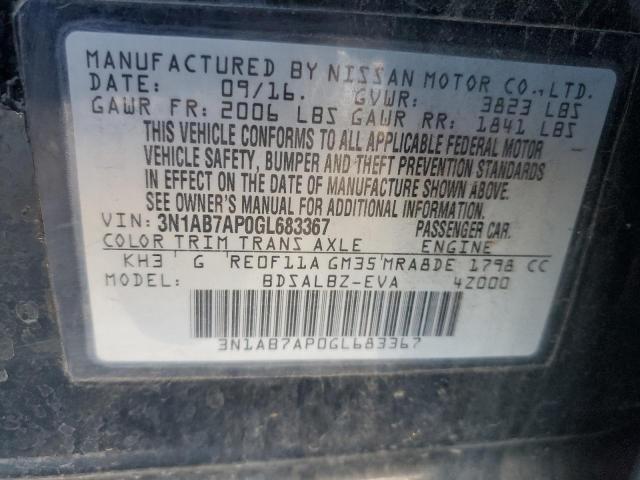 MANUFACTURED BY NISSAN MOTOR CO.,LTD.
DATE: 09/16. GVWR: 3823 LBS
GAWR FR: 2006 LBS GAWR RR: 1841 LBS
THIS VEHICLE CONFORMS TO ALL APPLICABLE FEDERAL MOTOR
VEHICLE SAFETY, BUMPER AND THEFT PREVENTION STANDARDS
IN EFFECT ON THE DATE OF MANUFACTURE SHOWN ABOVE.
SEE OWNER'S MANUAL FOR ADDITIONAL INFORMATION.
VIN: 3N1AB7AP0GL683367 PASSENGER CAR.
COLOR TRIM TRANS AXLE ENGINE
KH3 G RE0F11A GM35 MRA8DE 1798 CC
MODEL: BDSALBZ-EVA 4Z000
3N1AB7AP0GL683367